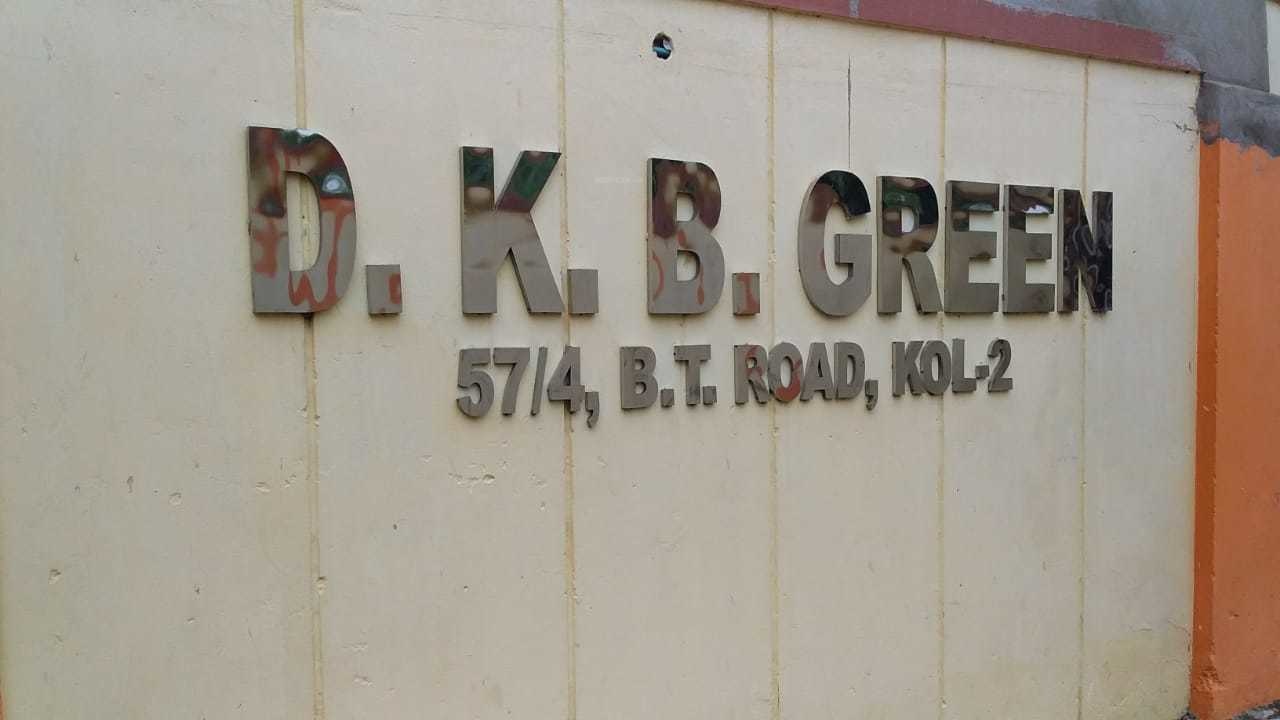 D. K. B. GREEN
57/4, B.T. ROAD, KOL-2